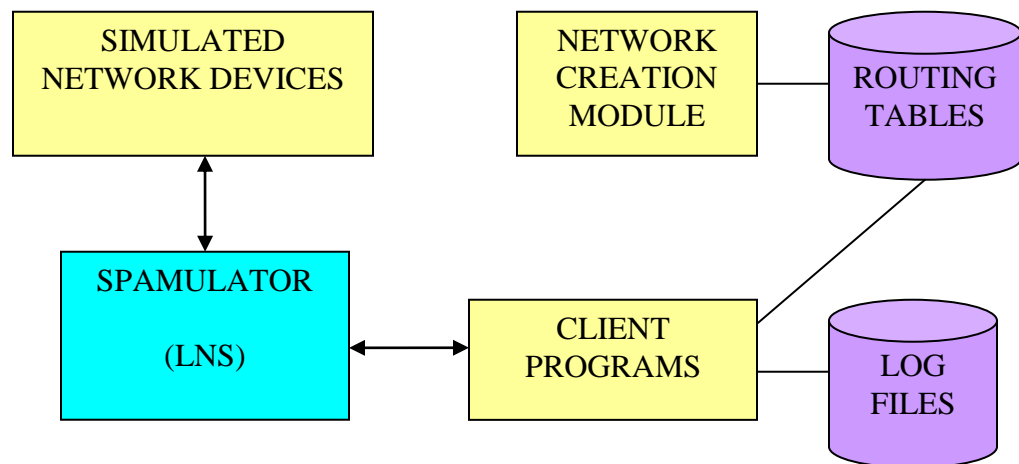 SIMULATED
NETWORK DEVICES
NETWORK
CREATION
MODULE
ROUTING
TABLES
SPAMULATOR
(LNS)
CLIENT
PROGRAMS
LOG
FILES